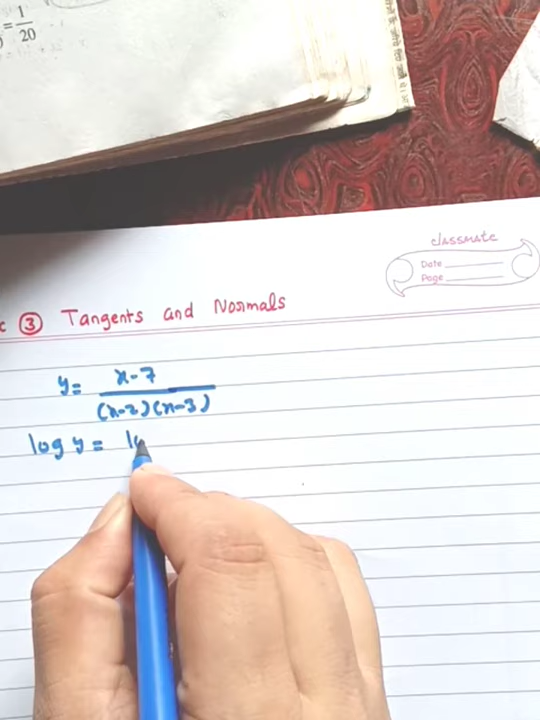 = 1/20
classmate
Date
Page
③ Tangents and Normals
y = x-7 / (x-2)(x-3)
log y = l